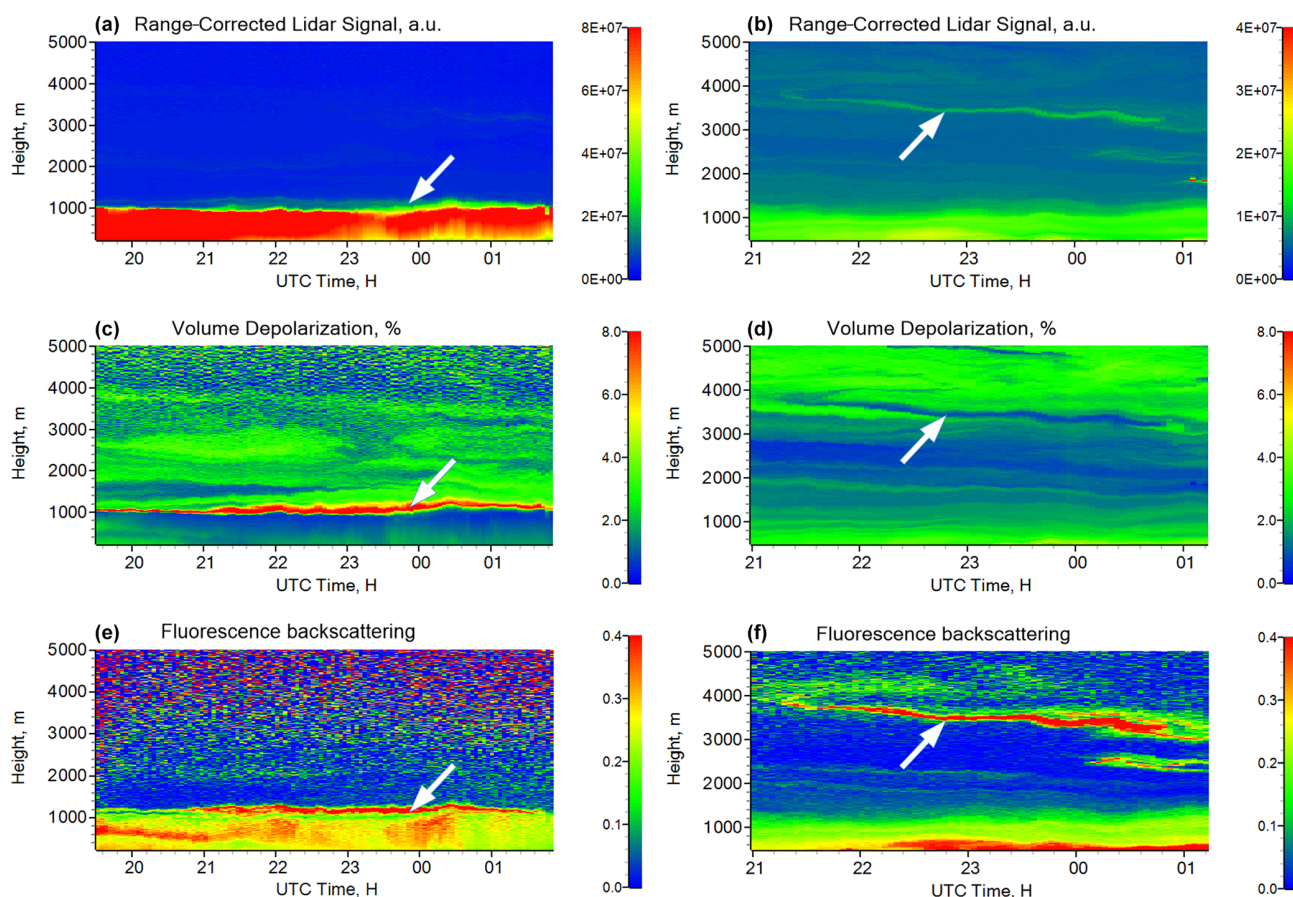 (a) Range-Corrected Lidar Signal, a.u.
5000
4000
3000
2000
1000
Height, m
20 21 22 23 00 01
UTC Time, H
8E+07
6E+07
4E+07
2E+07
0E+00
(b) Range-Corrected Lidar Signal, a.u.
5000
4000
3000
2000
1000
Height, m
21 22 23 00 01
UTC Time, H
4E+07
3E+07
2E+07
1E+07
0E+00
(c) Volume Depolarization, %
5000
4000
3000
2000
1000
Height, m
20 21 22 23 00 01
UTC Time, H
8.0
6.0
4.0
2.0
0.0
(d) Volume Depolarization, %
5000
4000
3000
2000
1000
Height, m
21 22 23 00 01
UTC Time, H
8.0
6.0
4.0
2.0
0.0
(e) Fluorescence backscattering
5000
4000
3000
2000
1000
Height, m
20 21 22 23 00 01
UTC Time, H
0.4
0.3
0.2
0.1
0.0
(f) Fluorescence backscattering
5000
4000
3000
2000
1000
Height, m
21 22 23 00 01
UTC Time, H
0.4
0.3
0.2
0.1
0.0